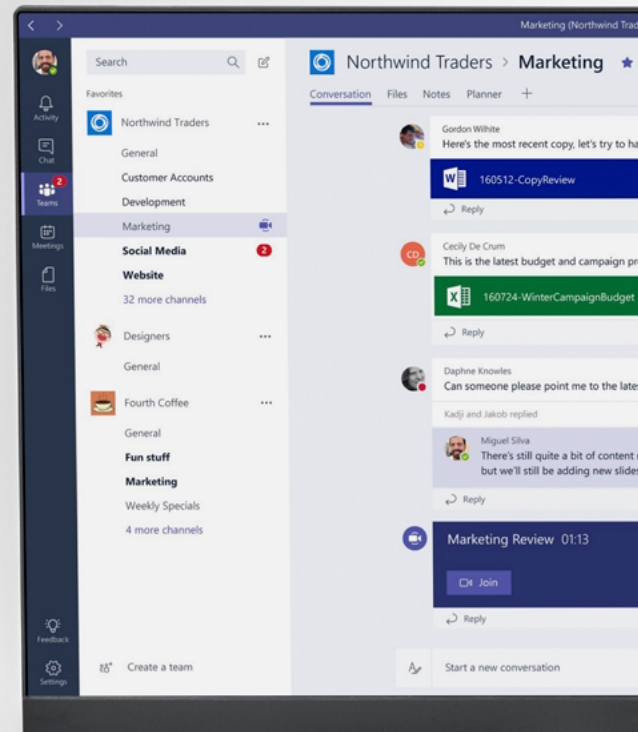 Marketing (Northwind Trad
Search
Northwind Traders > Marketing
Favorites
Conversation Files Notes Planner +
Activity
Northwind Traders
Gordon Wilhite
Here's the most recent copy, let's try to ha
General
Chat
W 160512-CopyReview
Customer Accounts
2
Teams
Development
Reply
Marketing
Meetings
Social Media 2
Cecily De Crum
CD
This is the latest budget and campaign pr
Website
Files
32 more channels
X 160724-WinterCampaignBudget
Designers
Reply
General
Daphne Knowles
Can someone please point me to the lates
Fourth Coffee
Kadji and Jakob replied
General
Miguel Silva
Fun stuff
There's still quite a bit of content
but we'll still be adding new slides
Marketing
Weekly Specials
Reply
4 more channels
Marketing Review 01:13
Join
Reply
Feedback
Create a team
Start a new conversation
Settings